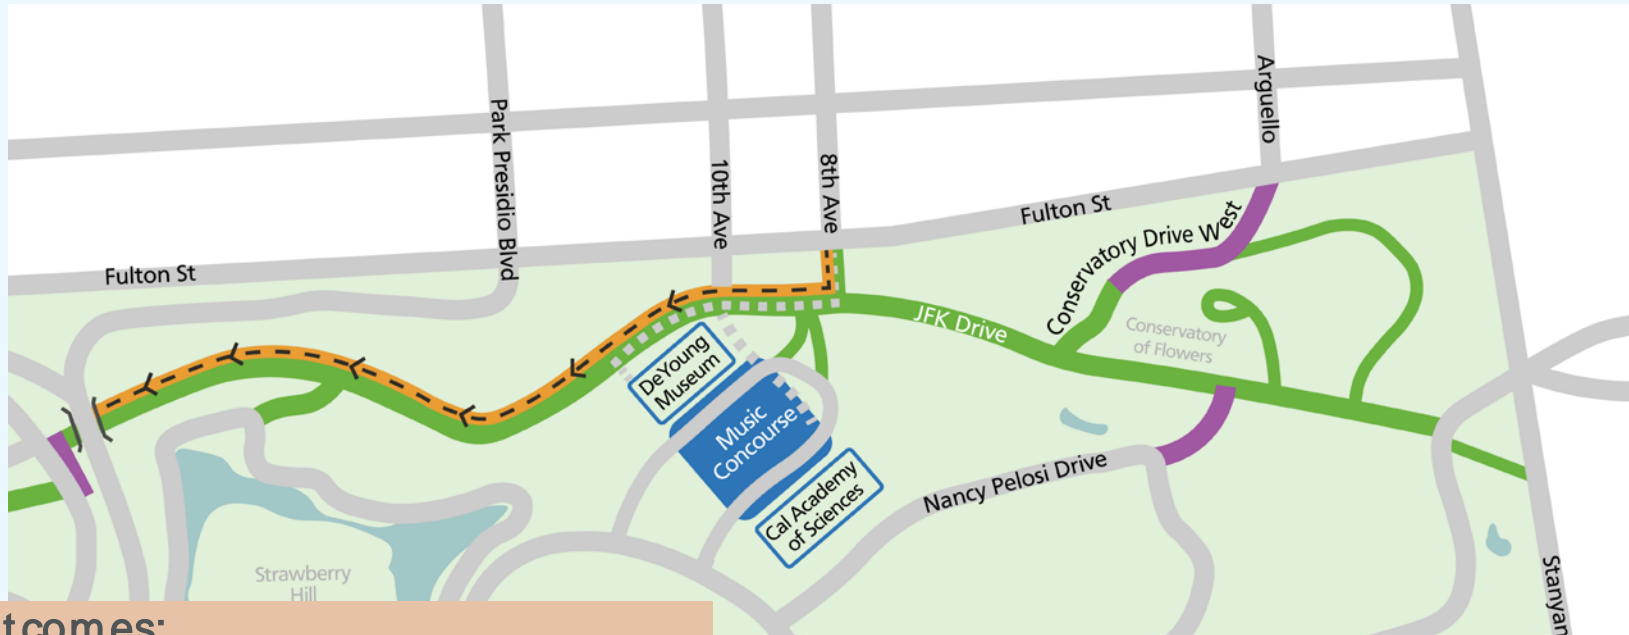 Park Presidio Blvd
10th Ave
8th Ave
Arguello
Fulton St
Fulton St
Conservatory Drive West
JFK Drive
Conservatory
of Flowers
DeYoung
Museum
Music
Concourse
Cal Academy
of Sciences
Nancy Pelosi Drive
Strawberry
Hill
Stanyan
tcomes: